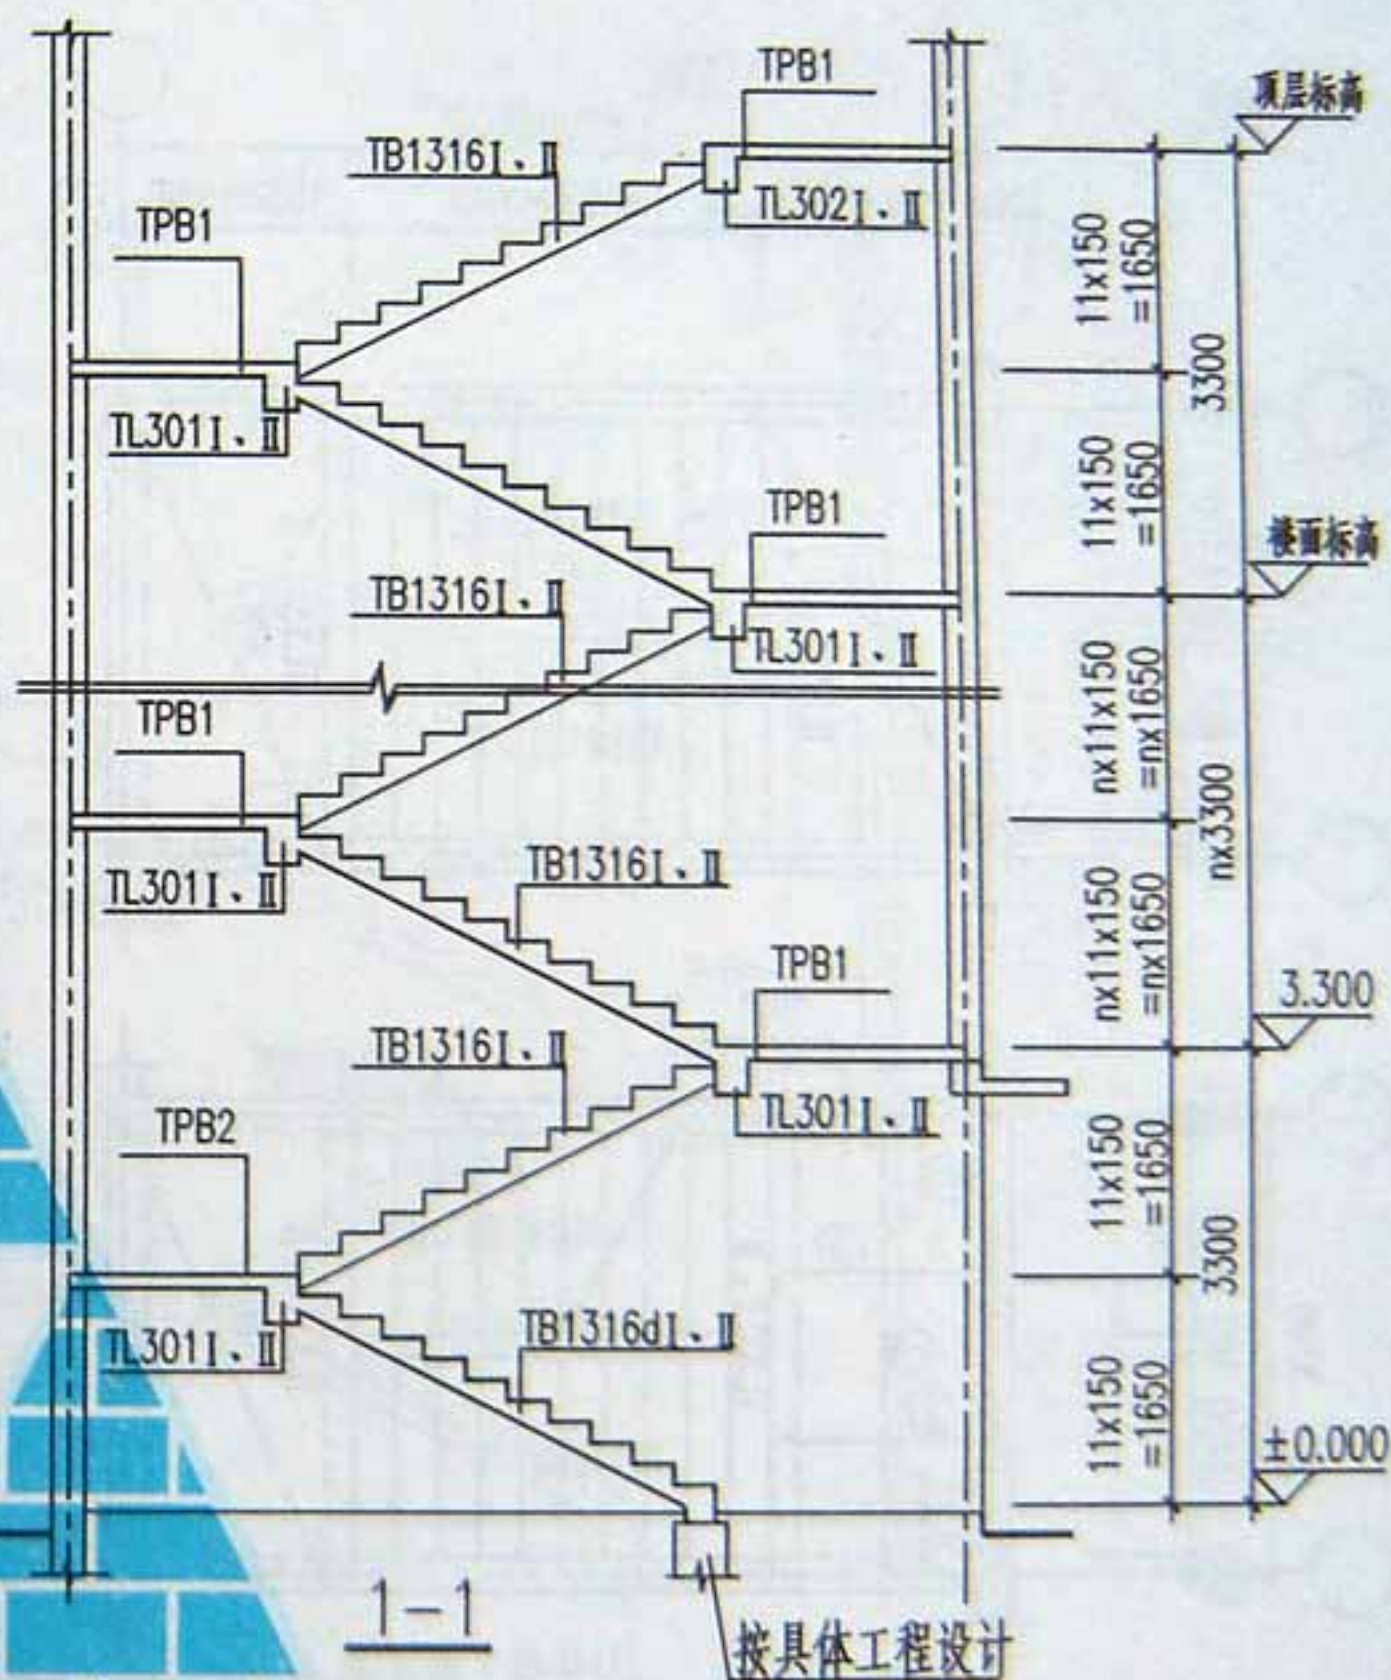 TPB1
顶层标高
TB1316Ⅰ、Ⅱ
TL302Ⅰ、Ⅱ
TPB1
11x150
=1650
3300
TL301Ⅰ、Ⅱ
11x150
=1650
TPB1
楼面标高
TB1316Ⅰ、Ⅱ
TL301Ⅰ、Ⅱ
nx11x150
=nx1650
TPB1
nx3300
TL301Ⅰ、Ⅱ
TB1316Ⅰ、Ⅱ
nx11x150
=nx1650
TPB1
3.300
TB1316Ⅰ、Ⅱ
TL301Ⅰ、Ⅱ
11x150
=1650
TPB2
3300
TL301Ⅰ、Ⅱ
TB1316dⅠ、Ⅱ
11x150
=1650
±0.000
1-1
按具体工程设计